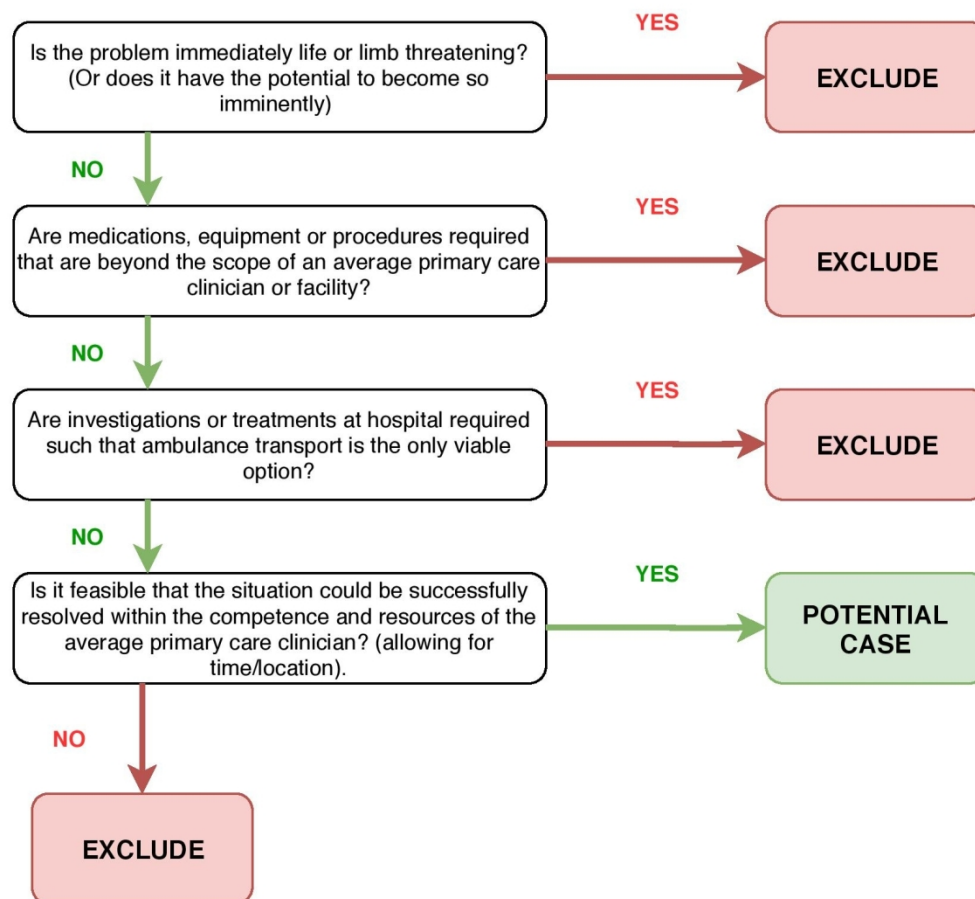 YES
Is the problem immediately life or limb threatening?
(Or does it have the potential to become so
imminently)
EXCLUDE
NO
YES
Are medications, equipment or procedures required
that are beyond the scope of an average primary care
clinician or facility?
EXCLUDE
NO
YES
Are investigations or treatments at hospital required
such that ambulance transport is the only viable
option?
EXCLUDE
NO
YES
Is it feasible that the situation could be successfully
resolved within the competence and resources of the
average primary care clinician? (allowing for
time/location).
POTENTIAL
CASE
NO
EXCLUDE